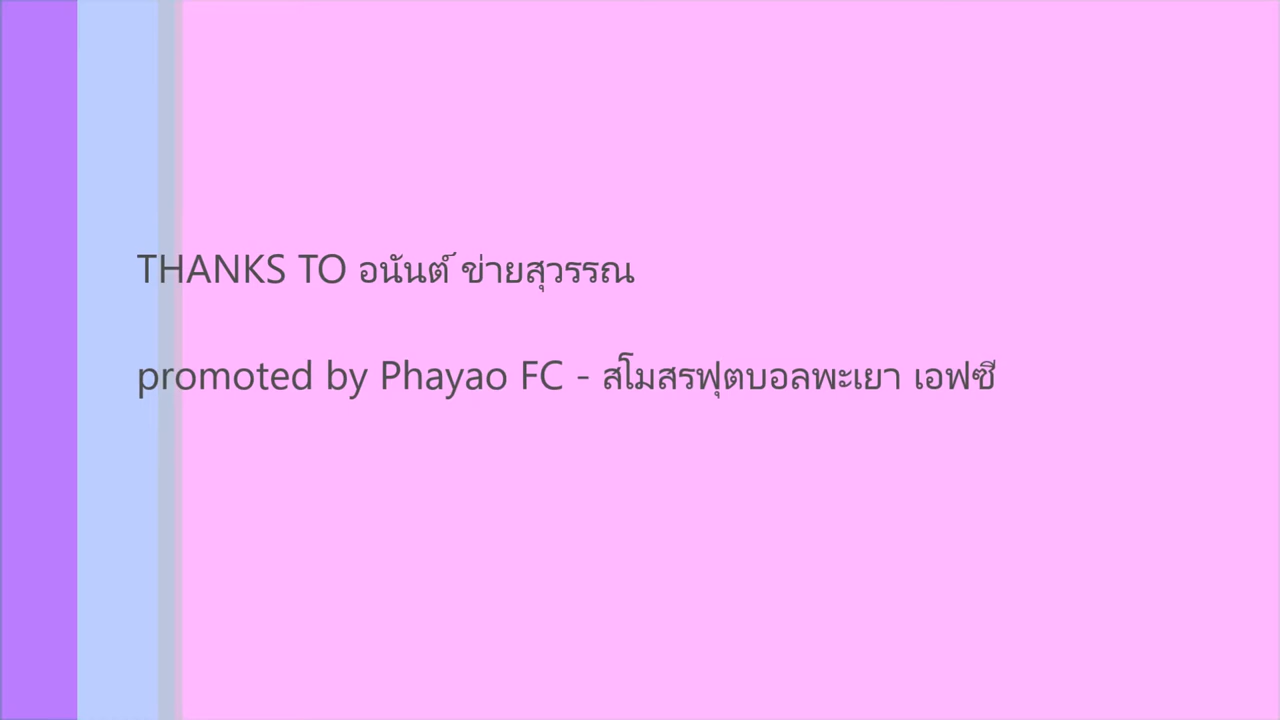 THANKS TO อนันต์ ข่ายสุวรรณ
promoted by Phayao FC - สโมสรฟุตบอลพะเยา เอฟซี